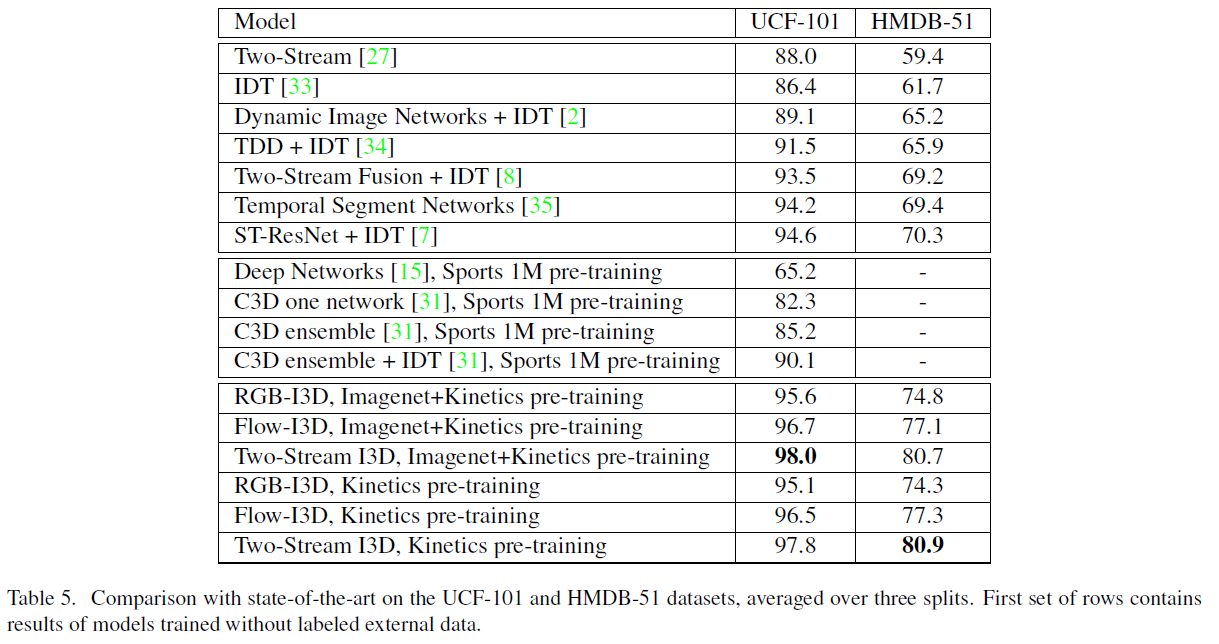 Model UCF-101 HMDB-51
Two-Stream [27] 88.0 59.4
IDT [33] 86.4 61.7
Dynamic Image Networks + IDT [2] 89.1 65.2
TDD + IDT [34] 91.5 65.9
Two-Stream Fusion + IDT [8] 93.5 69.2
Temporal Segment Networks [35] 94.2 69.4
ST-ResNet + IDT [7] 94.6 70.3
Deep Networks [15], Sports 1M pre-training 65.2 -
C3D one network [31], Sports 1M pre-training 82.3 -
C3D ensemble [31], Sports 1M pre-training 85.2 -
C3D ensemble + IDT [31], Sports 1M pre-training 90.1 -
RGB-I3D, Imagenet+Kinetics pre-training 95.6 74.8
Flow-I3D, Imagenet+Kinetics pre-training 96.7 77.1
Two-Stream I3D, Imagenet+Kinetics pre-training 98.0 80.7
RGB-I3D, Kinetics pre-training 95.1 74.3
Flow-I3D, Kinetics pre-training 96.5 77.3
Two-Stream I3D, Kinetics pre-training 97.8 80.9
Table 5. Comparison with state-of-the-art on the UCF-101 and HMDB-51 datasets, averaged over three splits. First set of rows contains
results of models trained without labeled external data.